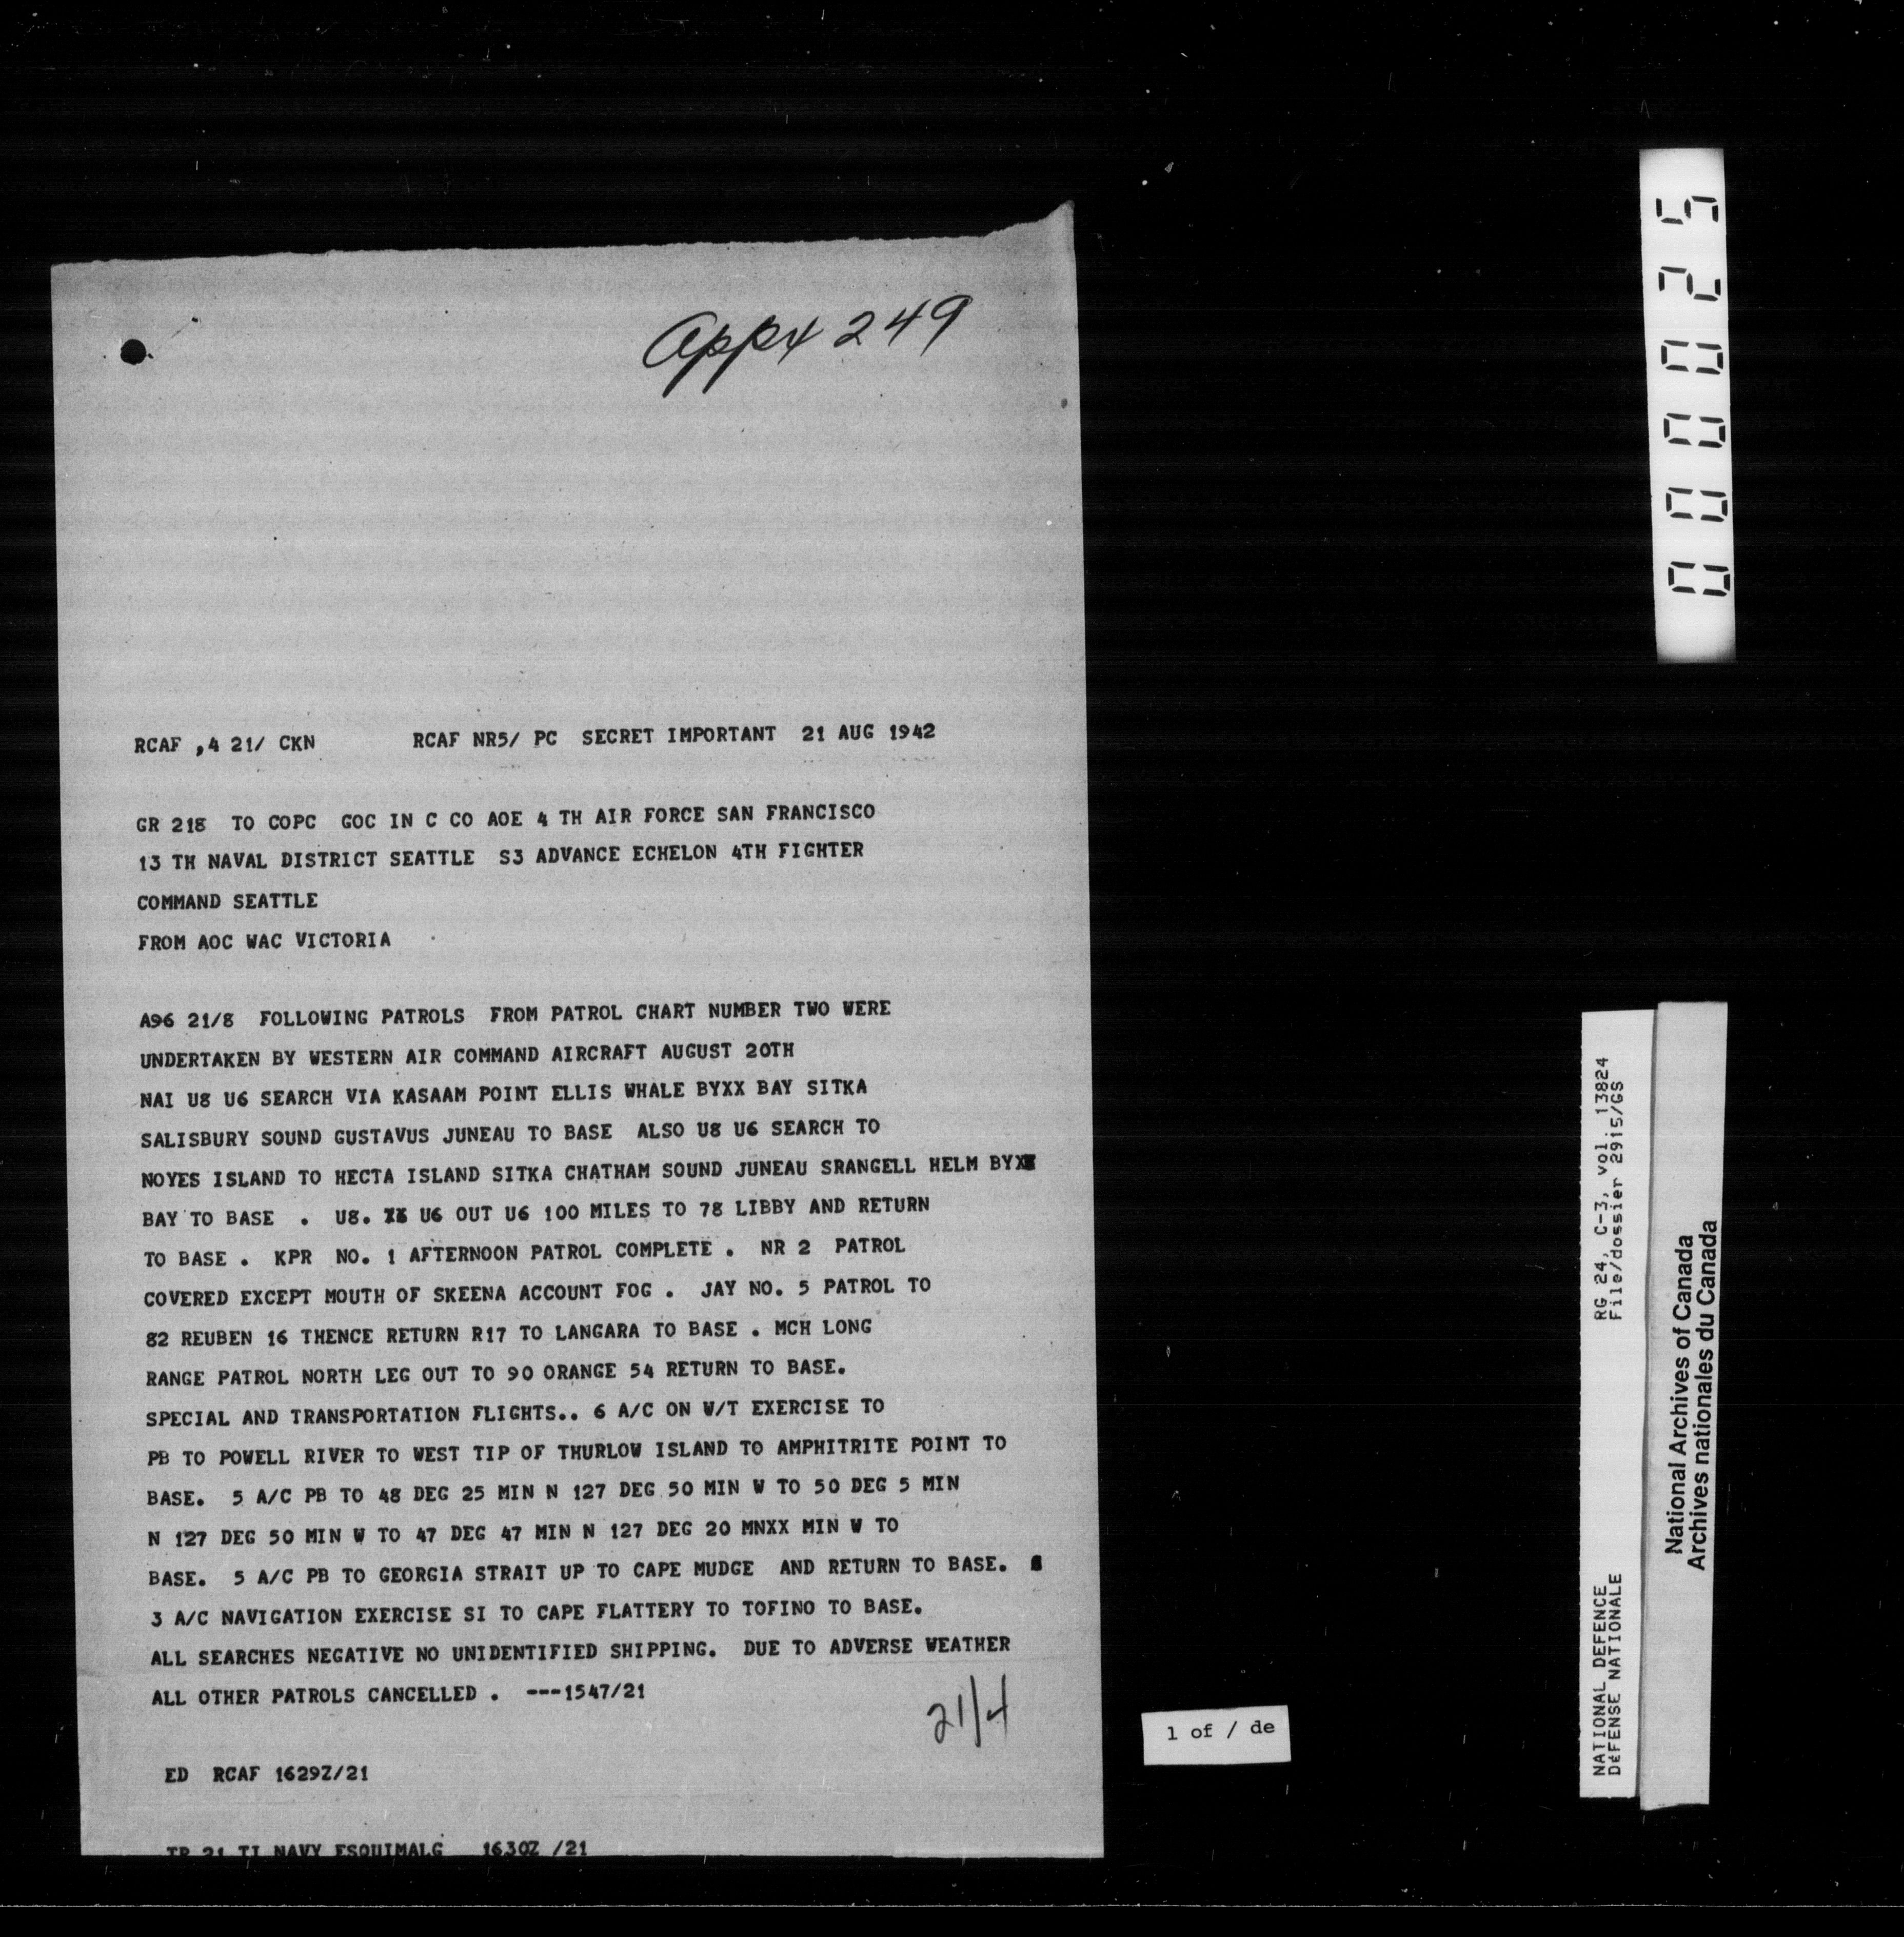 Appx 249
RCAF ,4 21/ CKN RCAF NR5/ PC SECRET IMPORTANT 21 AUG 1942
GR 218 TO COPC GOC IN C CO AOE 4 TH AIR FORCE SAN FRANCISCO
13 TH NAVAL DISTRICT SEATTLE S3 ADVANCE ECHELON 4TH FIGHTER
COMMAND SEATTLE
FROM AOC WAC VICTORIA
A96 21/8 FOLLOWING PATROLS FROM PATROL CHART NUMBER TWO WERE
UNDERTAKEN BY WESTERN AIR COMMAND AIRCRAFT AUGUST 20TH
NAI U8 U6 SEARCH VIA KASAAM POINT ELLIS WHALE BYXX BAY SITKA
SALISBURY SOUND GUSTAVUS JUNEAU TO BASE ALSO U8 U6 SEARCH TO
NOYES ISLAND TO HECTA ISLAND SITKA CHATHAM SOUND JUNEAU SRANGELL HELM BYXX
BAY TO BASE . U8. U6 OUT U6 100 MILES TO 78 LIBBY AND RETURN
TO BASE . KPR NO. 1 AFTERNOON PATROL COMPLETE . NR 2 PATROL
COVERED EXCEPT MOUTH OF SKEENA ACCOUNT FOG . JAY NO. 5 PATROL TO
82 REUBEN 16 THENCE RETURN R17 TO LANGARA TO BASE . MCH LONG
RANGE PATROL NORTH LEG OUT TO 90 ORANGE 54 RETURN TO BASE.
SPECIAL AND TRANSPORTATION FLIGHTS.. 6 A/C ON W/T EXERCISE TO
PB TO POWELL RIVER TO WEST TIP OF THURLOW ISLAND TO AMPHITRITE POINT TO
BASE. 5 A/C PB TO 48 DEG 25 MIN N 127 DEG 50 MIN W TO 50 DEG 5 MIN
N 127 DEG 50 MIN W TO 47 DEG 47 MIN N 127 DEG 20 MNXX MIN W TO
BASE. 5 A/C PB TO GEORGIA STRAIT UP TO CAPE MUDGE AND RETURN TO BASE.
3 A/C NAVIGATION EXERCISE SI TO CAPE FLATTERY TO TOFINO TO BASE.
ALL SEARCHES NEGATIVE NO UNIDENTIFIED SHIPPING. DUE TO ADVERSE WEATHER
ALL OTHER PATROLS CANCELLED . ---1547/21
21/4
ED RCAF 1629Z/21
TR 21 TI NAVY ESQUIMALG 1630Z /21
1 of / de
000025
RG 24, C-3, vol. 13824
File/dossier 2915/GS
NATIONAL DEFENCE
DÉFENSE NATIONALE
National Archives of Canada
Archives nationales du Canada